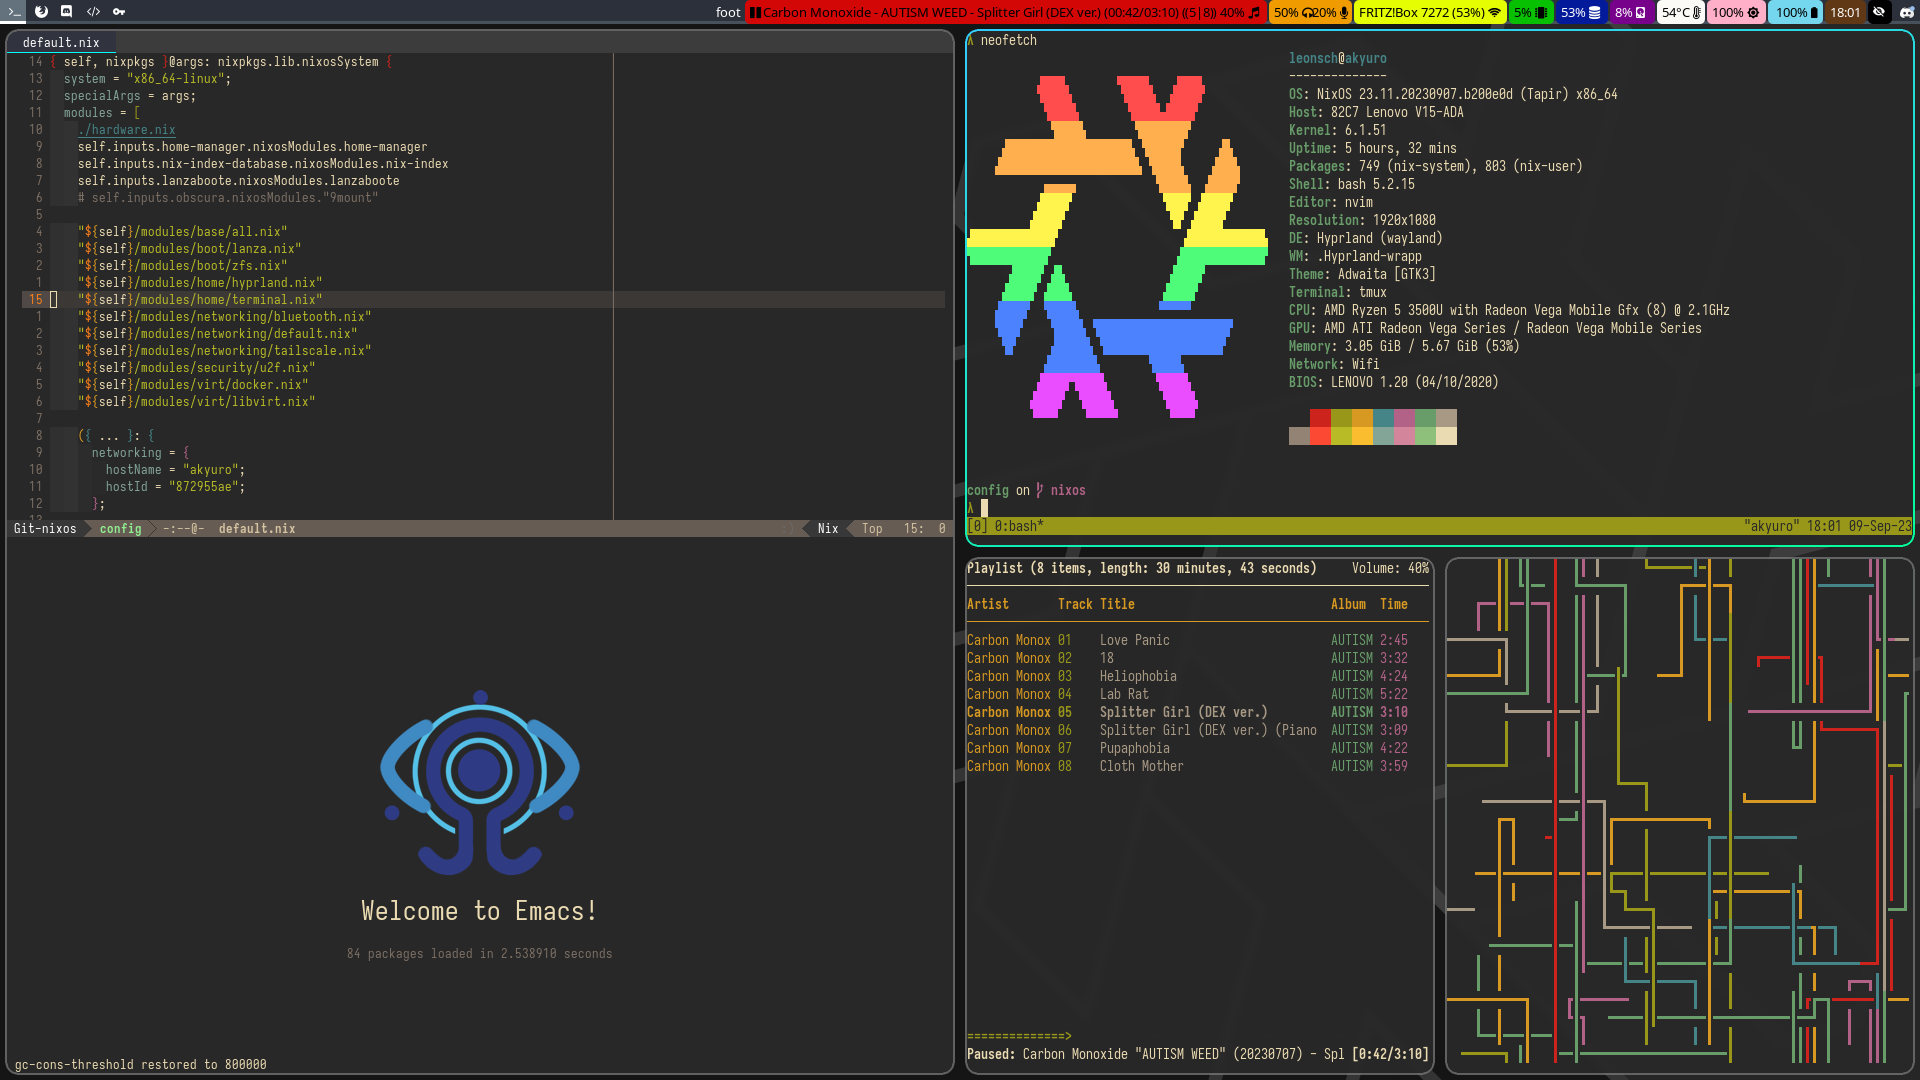 foot
Carbon Monoxide - AUTISM WEED - Splitter Girl (DEX ver.) (00:42/03:10) ((5|8)) 40%
50% 20%
FRITZ!Box 7272 (53%)
5%
53%
8%
54°C
100%
100%
18:01
default.nix
14 { self, nixpkgs }@args: nixpkgs.lib.nixosSystem {
13 system = "x86_64-linux";
12 specialArgs = args;
11 modules = [
10 ./hardware.nix
9 self.inputs.home-manager.nixosModules.home-manager
8 self.inputs.nix-index-database.nixosModules.nix-index
7 self.inputs.lanzaboote.nixosModules.lanzaboote
6 # self.inputs.obscura.nixosModules."9mount"
5
4 "${self}/modules/base/all.nix"
3 "${self}/modules/boot/lanza.nix"
2 "${self}/modules/boot/zfs.nix"
1 "${self}/modules/home/hyprland.nix"
15 "${self}/modules/home/terminal.nix"
1 "${self}/modules/networking/bluetooth.nix"
2 "${self}/modules/networking/default.nix"
3 "${self}/modules/networking/tailscale.nix"
4 "${self}/modules/security/u2f.nix"
5 "${self}/modules/virt/docker.nix"
6 "${self}/modules/virt/libvirt.nix"
7
8 ({ ... }: {
9 networking = {
10 hostName = "akyuro";
11 hostId = "872955ae";
12 };
Git-nixos config -:--@- default.nix Nix Top 15: 0
Welcome to Emacs!
84 packages loaded in 2.538910 seconds
gc-cons-threshold restored to 800000
λ neofetch
leonsch@akyuro
--------------
OS: NixOS 23.11.20230907.b200e0d (Tapir) x86_64
Host: 82C7 Lenovo V15-ADA
Kernel: 6.1.51
Uptime: 5 hours, 32 mins
Packages: 749 (nix-system), 803 (nix-user)
Shell: bash 5.2.15
Editor: nvim
Resolution: 1920x1080
DE: Hyprland (wayland)
WM: .Hyprland-wrapp
Theme: Adwaita [GTK3]
Terminal: tmux
CPU: AMD Ryzen 5 3500U with Radeon Vega Mobile Gfx (8) @ 2.1GHz
GPU: AMD ATI Radeon Vega Series / Radeon Vega Mobile Series
Memory: 3.05 GiB / 5.67 GiB (53%)
Network: Wifi
BIOS: LENOVO 1.20 (04/10/2020)
config on nixos
λ
[0] 0:bash* "akyuro" 18:01 09-Sep-23
Playlist (8 items, length: 30 minutes, 43 seconds) Volume: 40%
Artist Track Title Album Time
Carbon Monox 01 Love Panic AUTISM 2:45
Carbon Monox 02 18 AUTISM 3:32
Carbon Monox 03 Heliophobia AUTISM 4:24
Carbon Monox 04 Lab Rat AUTISM 5:22
Carbon Monox 05 Splitter Girl (DEX ver.) AUTISM 3:10
Carbon Monox 06 Splitter Girl (DEX ver.) (Piano AUTISM 3:09
Carbon Monox 07 Pupaphobia AUTISM 4:22
Carbon Monox 08 Cloth Mother AUTISM 3:59
==============>
Paused: Carbon Monoxide "AUTISM WEED" (20230707) - Spl [0:42/3:10]